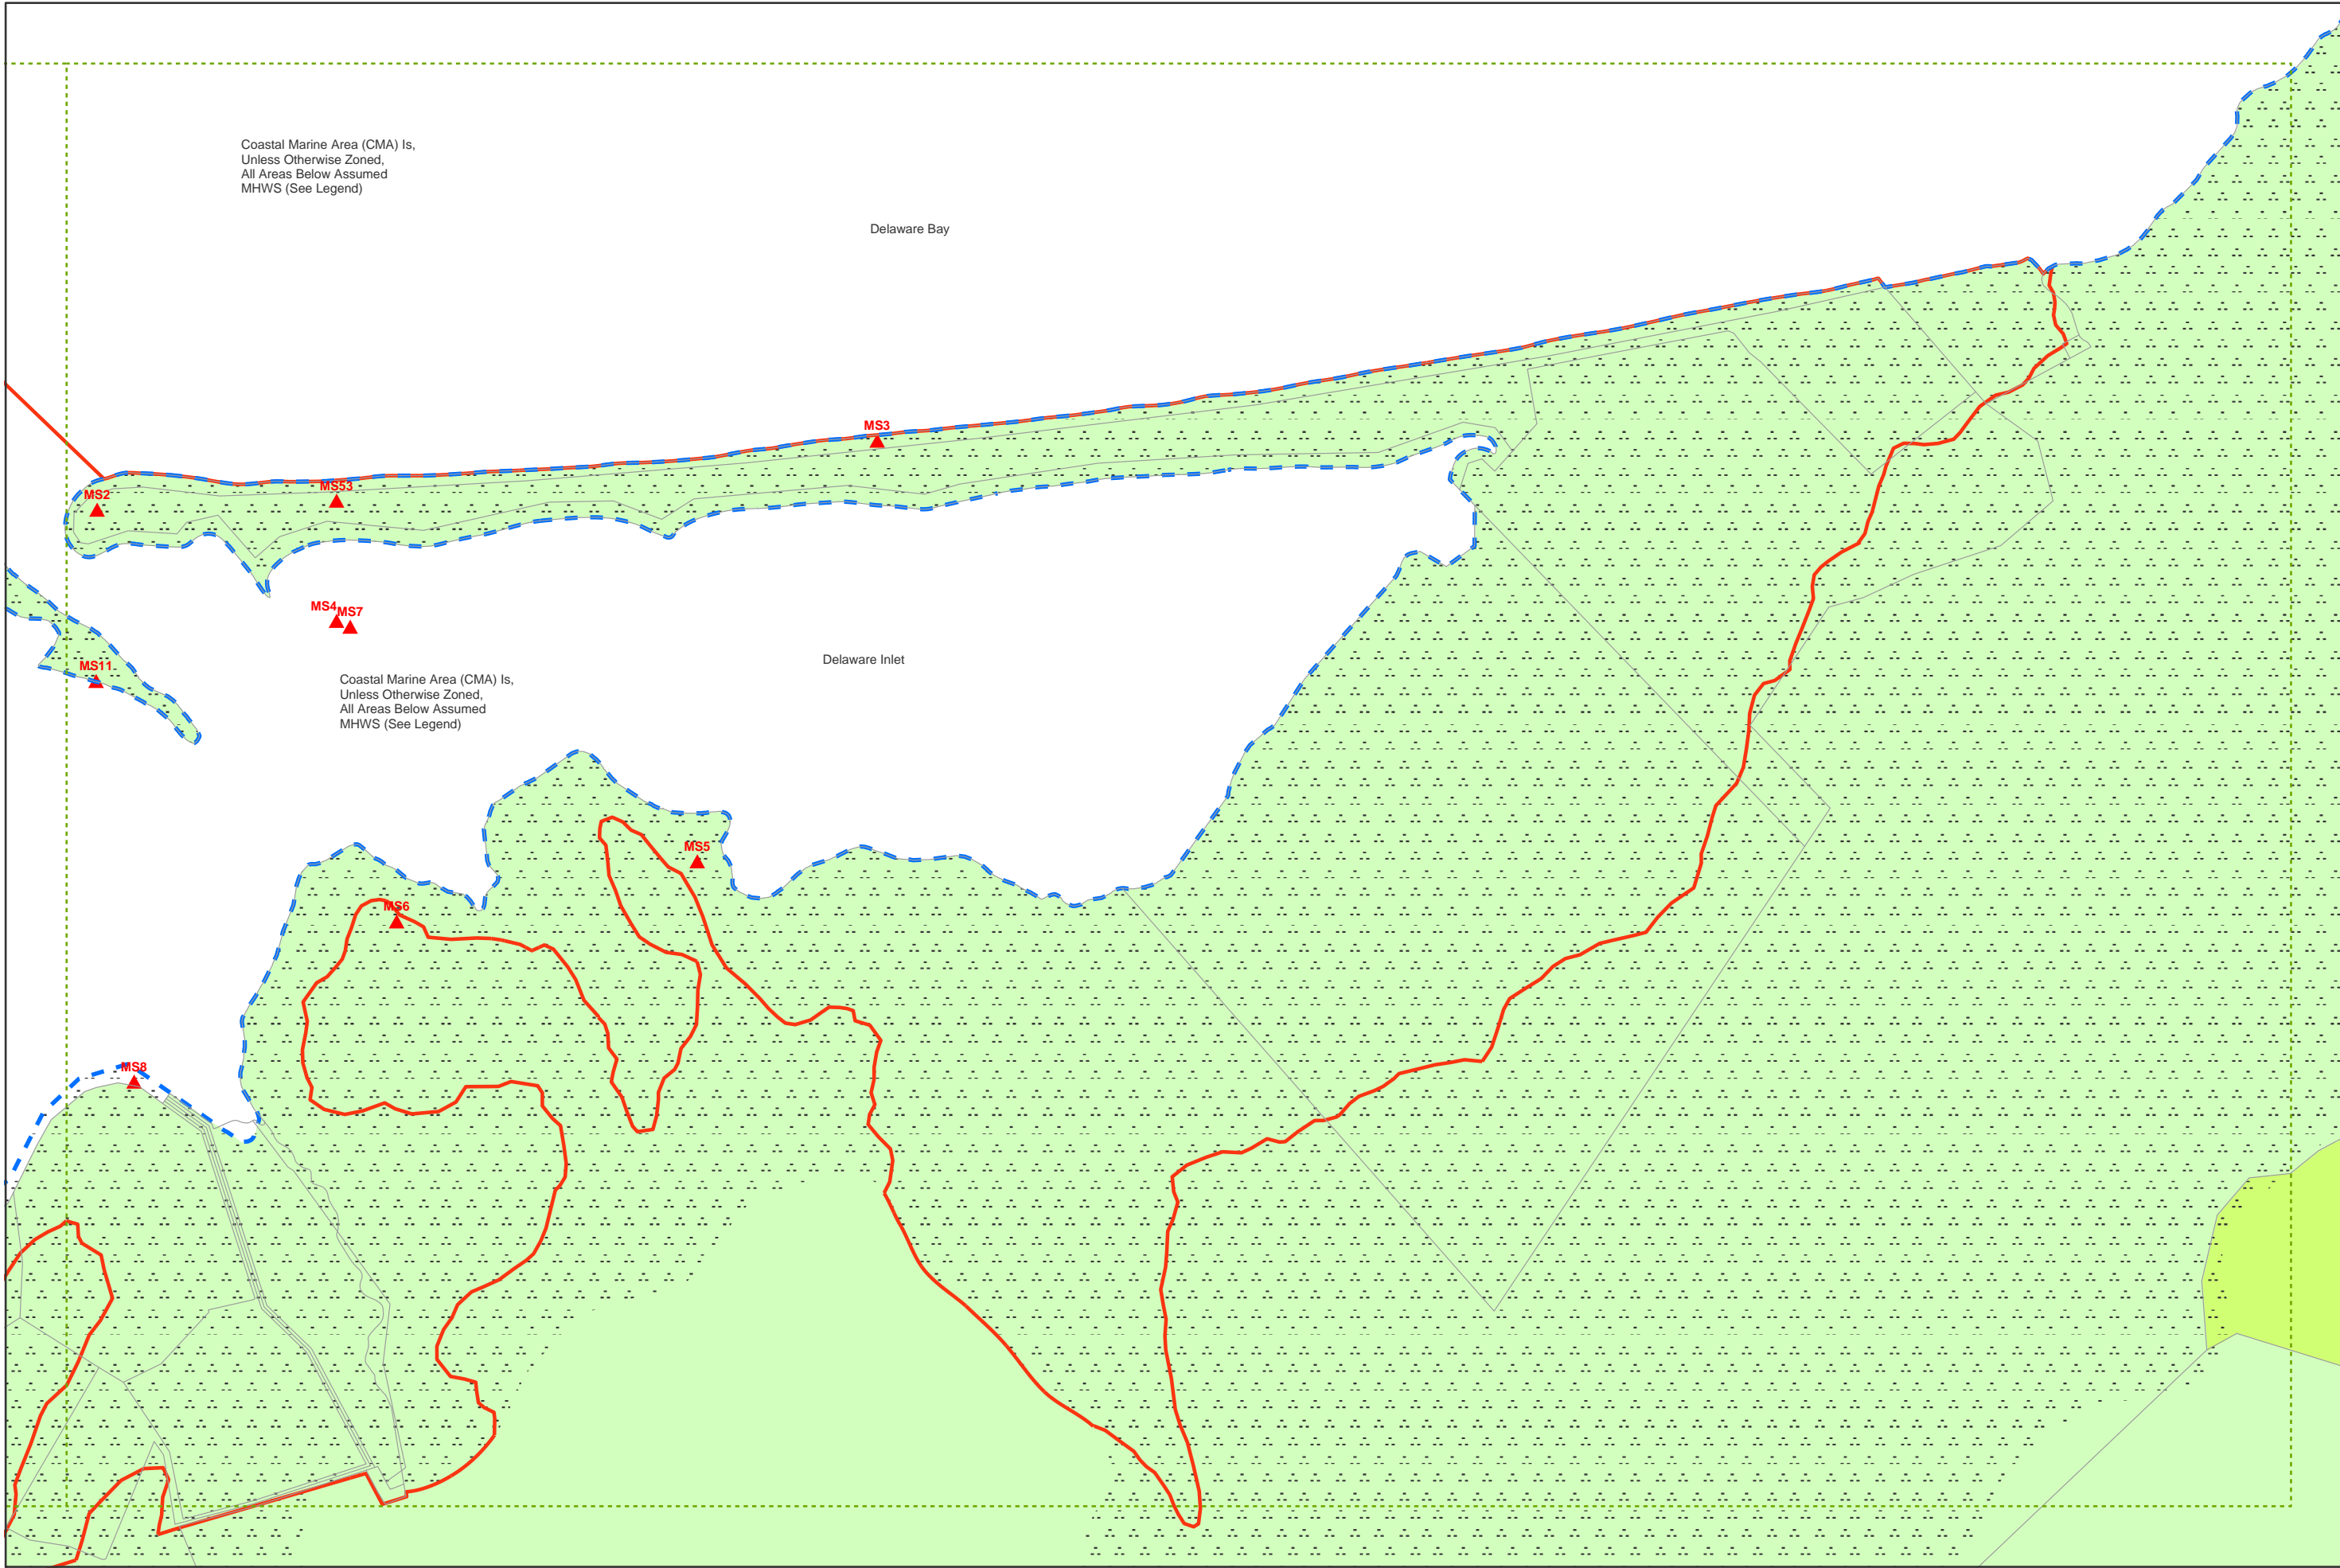 Coastal Marine Area (CMA) Is,
Unless Otherwise Zoned,
All Areas Below Assumed
MHWS (See Legend)
Delaware Bay
MS3
MS53
MS2
MS4
MS7
MS11
Delaware Inlet
Coastal Marine Area (CMA) Is,
Unless Otherwise Zoned,
All Areas Below Assumed
MHWS (See Legend)
MS5
MS6
MS8